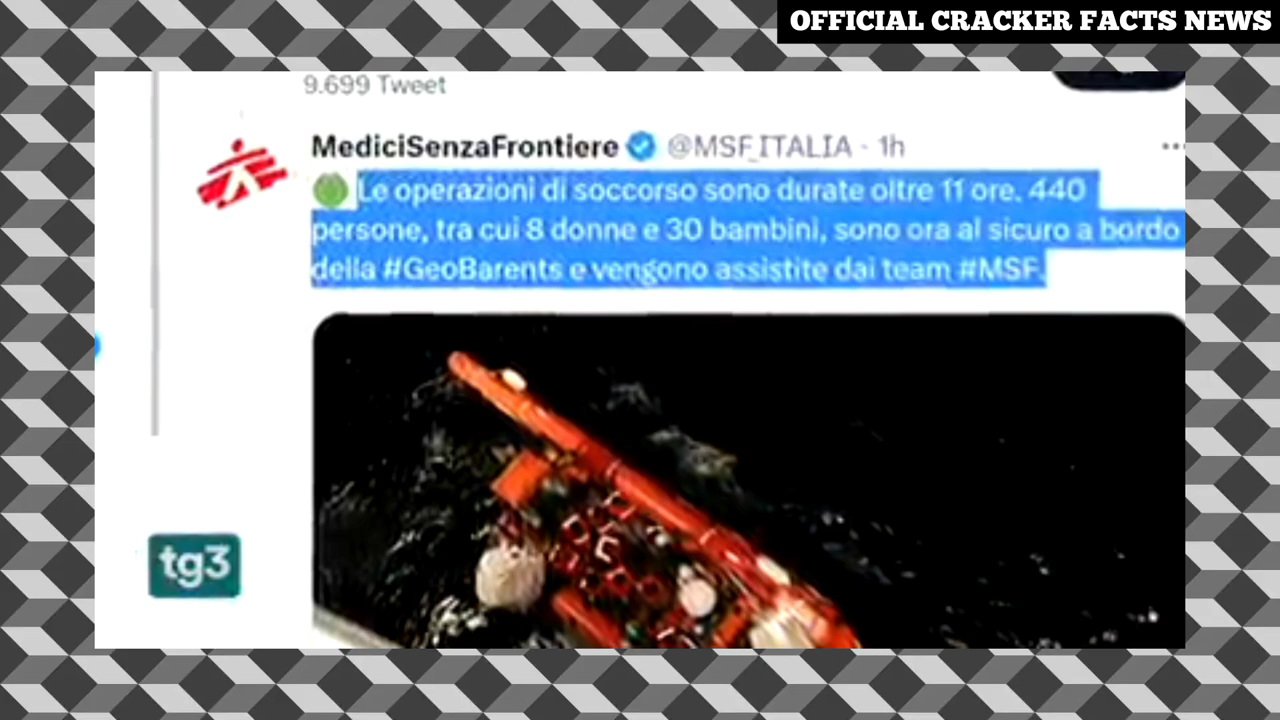 OFFICIAL CRACKER FACTS NEWS
9.699 Tweet
MediciSenzaFrontiere @MSF_ITALIA · 1h
Le operazioni di soccorso sono durate oltre 11 ore. 440
persone, tra cui 8 donne e 30 bambini, sono ora al sicuro a bordo
della #GeoBarents e vengono assistite dai team #MSF.
tg3